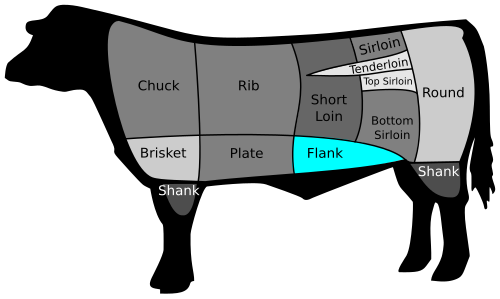 Sirloin
Tenderloin
Top Sirloin
Chuck
Rib
Short
Loin
Round
Bottom
Sirloin
Brisket
Plate
Flank
Shank
Shank